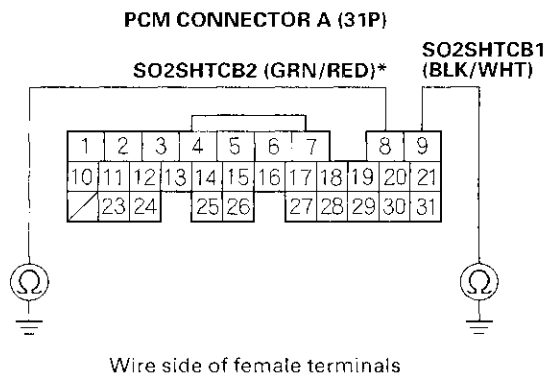 PCM CONNECTOR A (31P)
SO2SHTCB1
(BLK/WHT)
SO2SHTCB2 (GRN/RED)*
1 2 3 4 5 6 7 8 9
10 11 12 13 14 15 16 17 18 19 20 21
23 24 25 26 27 28 29 30 31
Ω Ω
Wire side of female terminals